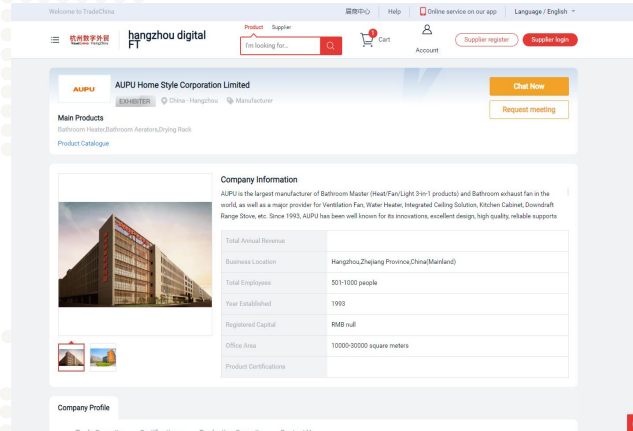 Welcome to TradeChina
展商中心 Help Online service on our app Language / English
Product Supplier
杭州数字外贸
TradeChina Hangzhou
hangzhou digital FT
I'm looking for...
1
Cart
Account
Supplier register
Supplier login
AUPU
AUPU Home Style Corporation Limited
EXHIBITER China - Hangzhou Manufacturer
Chat Now
Request meeting
Main Products
Bathroom Heater,Bathroom Aerators,Drying Rack
Product Catalogue
Company Information
AUPU is the largest manufacturer of Bathroom Master (Heat/Fan/Light 3-in-1 products) and Bathroom exhaust fan in the
world, as well as a major provider for Ventilation Fan, Water Heater, Integrated Ceiling Solution, Kitchen Cabinet, Downdraft
Range Stove, etc. Since 1993, AUPU has been well known for its innovations, excellent design, high quality, reliable supports
Total Annual Revenue
Business Location Hangzhou,Zhejiang Province,China(Mainland)
Total Employees 501-1000 people
Year Established 1993
Registered Capital RMB null
Office Area 10000-30000 square meters
Product Certifications
Company Profile